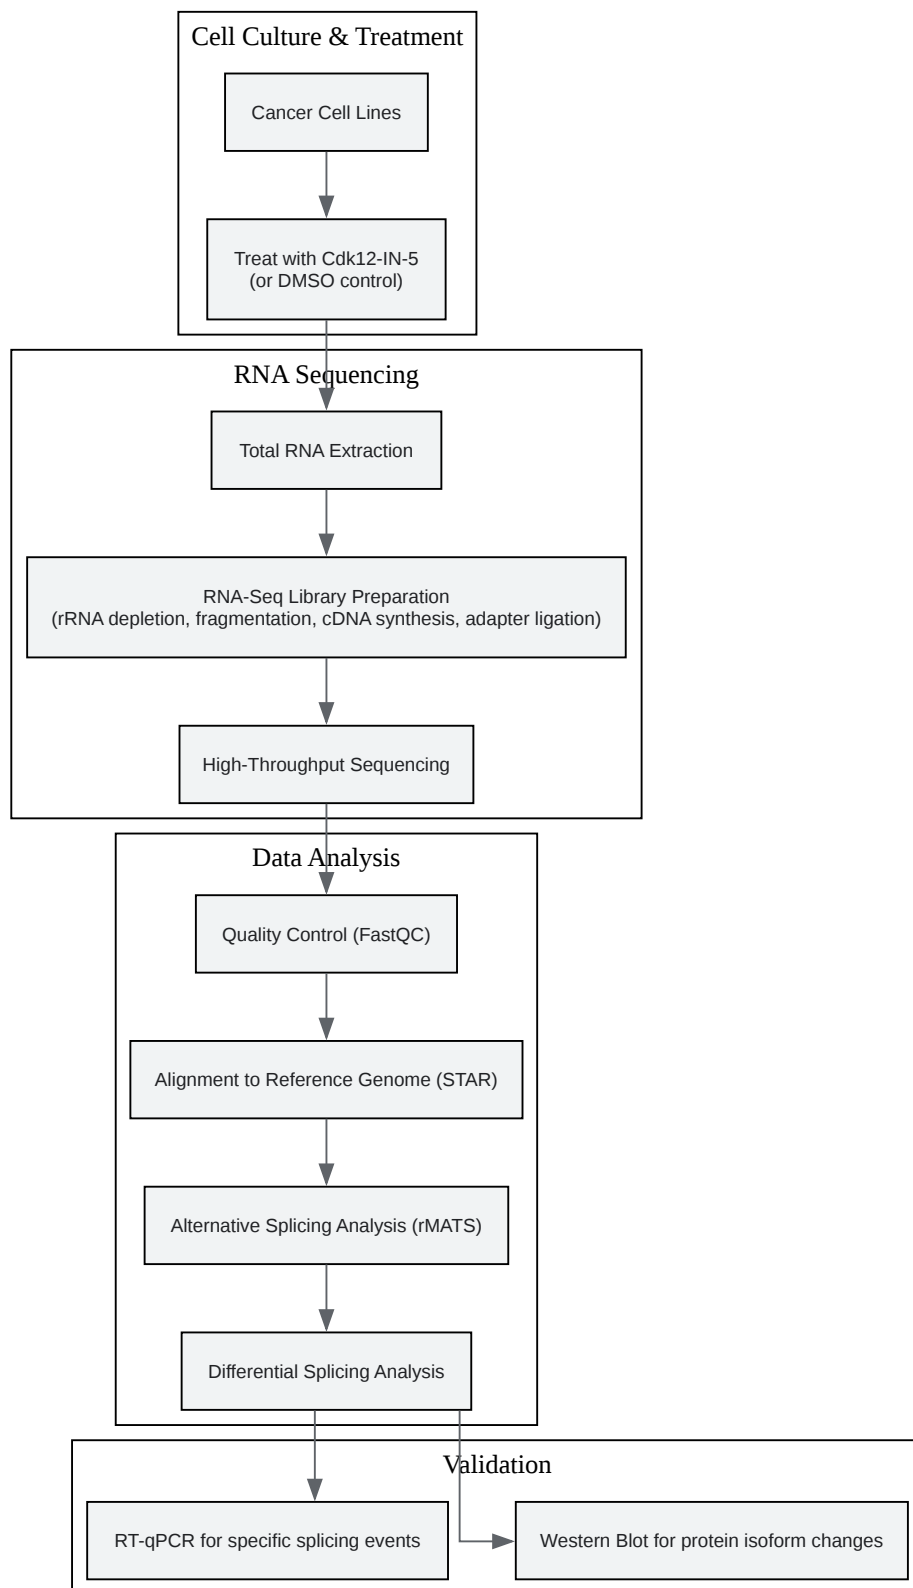 Cell Culture & Treatment
Cancer Cell Lines
Treat with Cdk12-IN-5
(or DMSO control)
RNA Sequencing
Total RNA Extraction
RNA-Seq Library Preparation
(rRNA depletion, fragmentation, cDNA synthesis, adapter ligation)
High-Throughput Sequencing
Data Analysis
Quality Control (FastQC)
Alignment to Reference Genome (STAR)
Alternative Splicing Analysis (rMATS)
Differential Splicing Analysis
Validation
RT-qPCR for specific splicing events
Western Blot for protein isoform changes